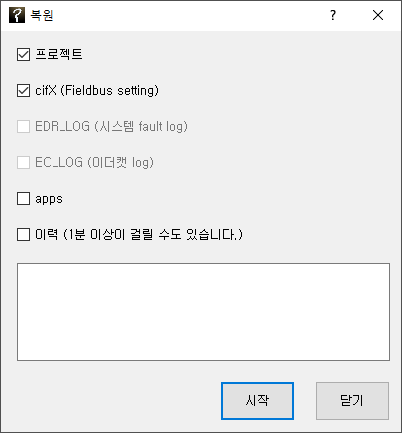 복원
?
프로젝트
cifX (Fieldbus setting)
EDR_LOG (시스템 fault log)
EC_LOG (이더캣 log)
apps
이력 (1분 이상이 걸릴 수도 있습니다.)
시작
닫기